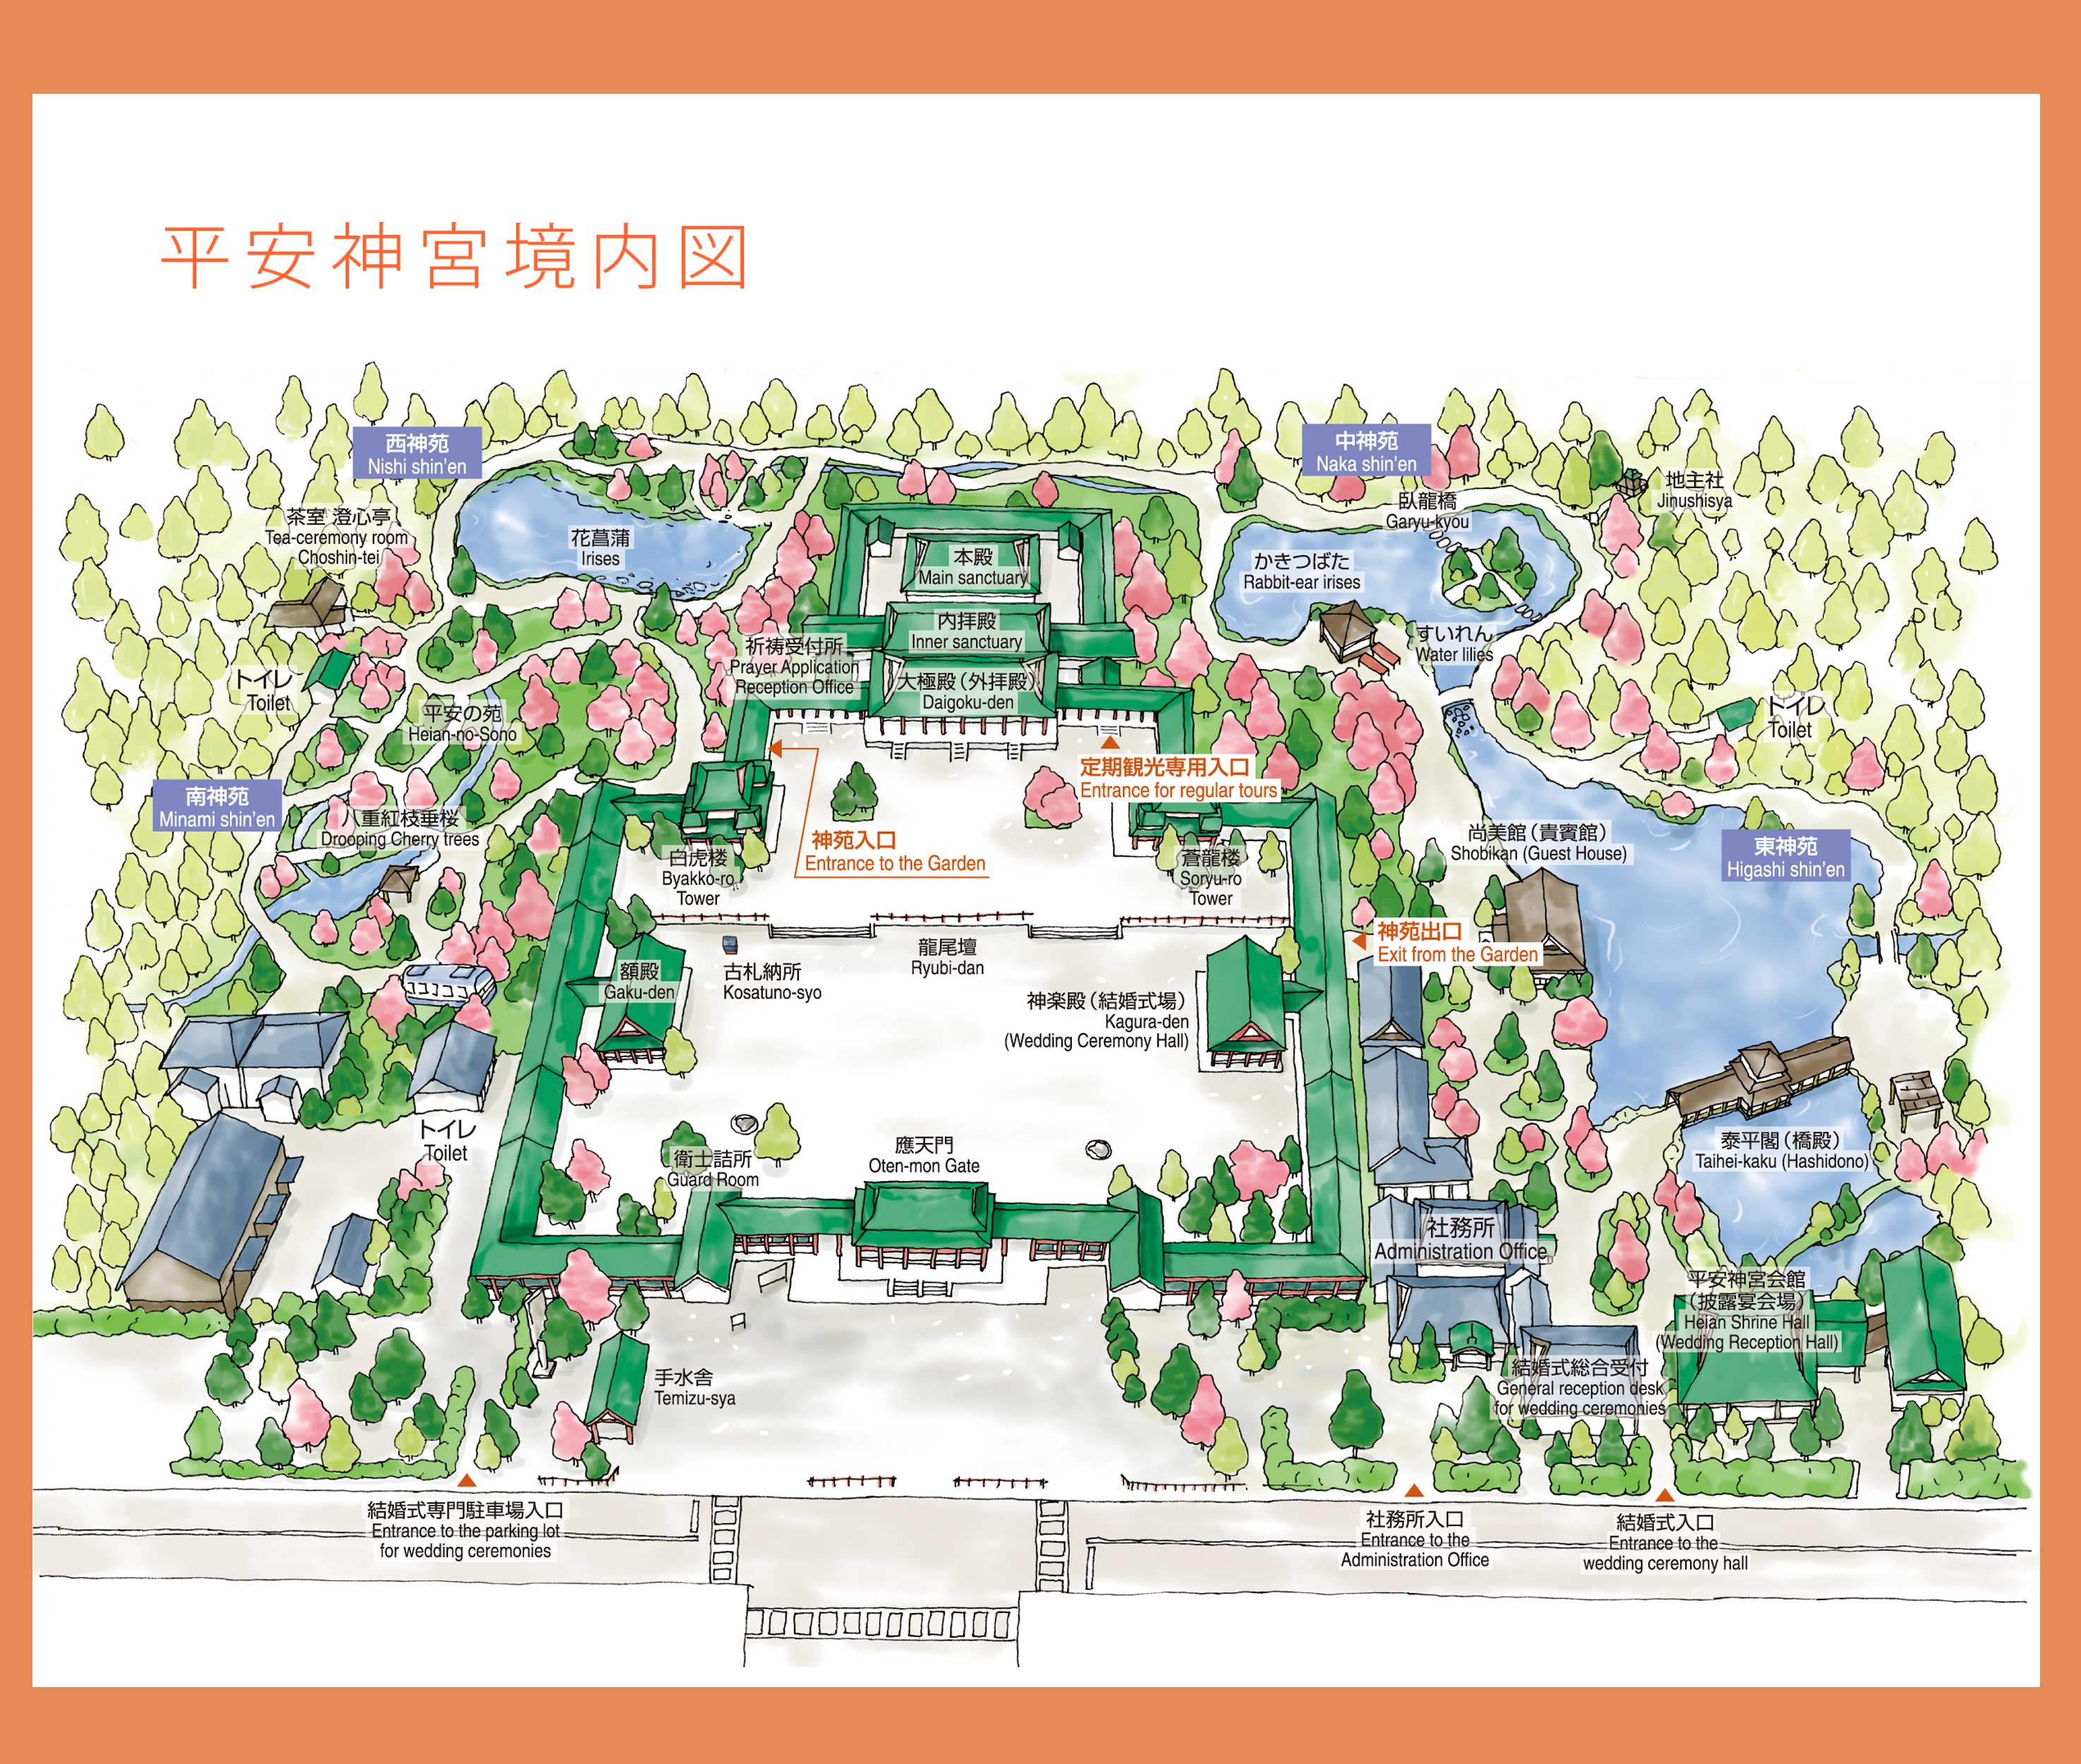 平安神宮境内図
西神苑
Nishi shin'en
中神苑
Naka shin'en
地主社
Jinushisya
臥龍橋
Garyu-kyou
茶室 澄心亭
Tea-ceremony room
Choshin-tei
花菖蒲
Irises
本殿
Main sanctuary
かきつばた
Rabbit-ear irises
内拝殿
Inner sanctuary
すいれん
Water lilies
祈祷受付所
Prayer Application
Reception Office
大極殿（外拝殿）
Daigoku-den
トイレ
Toilet
平安の苑
Heian-no-Sono
トイレ
Toilet
定期観光専用入口
Entrance for regular tours
南神苑
Minami shin'en
八重紅枝垂桜
Drooping Cherry trees
神苑入口
Entrance to the Garden
尚美館（貴賓館）
Shobikan (Guest House)
東神苑
Higashi shin'en
白虎楼
Byakko-ro
Tower
蒼龍楼
Soryu-ro
Tower
神苑出口
Exit from the Garden
龍尾壇
Ryubi-dan
額殿
Gaku-den
古札納所
Kosatuno-syo
神楽殿（結婚式場）
Kagura-den
(Wedding Ceremony Hall)
トイレ
Toilet
衛士詰所
Guard Room
應天門
Oten-mon Gate
泰平閣（橋殿）
Taihei-kaku (Hashidono)
社務所
Administration Office
平安神宮会館
（披露宴会場）
Heian Shrine Hall
(Wedding Reception Hall)
手水舎
Temizu-sya
結婚式総合受付
General reception desk
for wedding ceremonies
結婚式専門駐車場入口
Entrance to the parking lot
for wedding ceremonies
社務所入口
Entrance to the
Administration Office
結婚式入口
Entrance to the
wedding ceremony hall